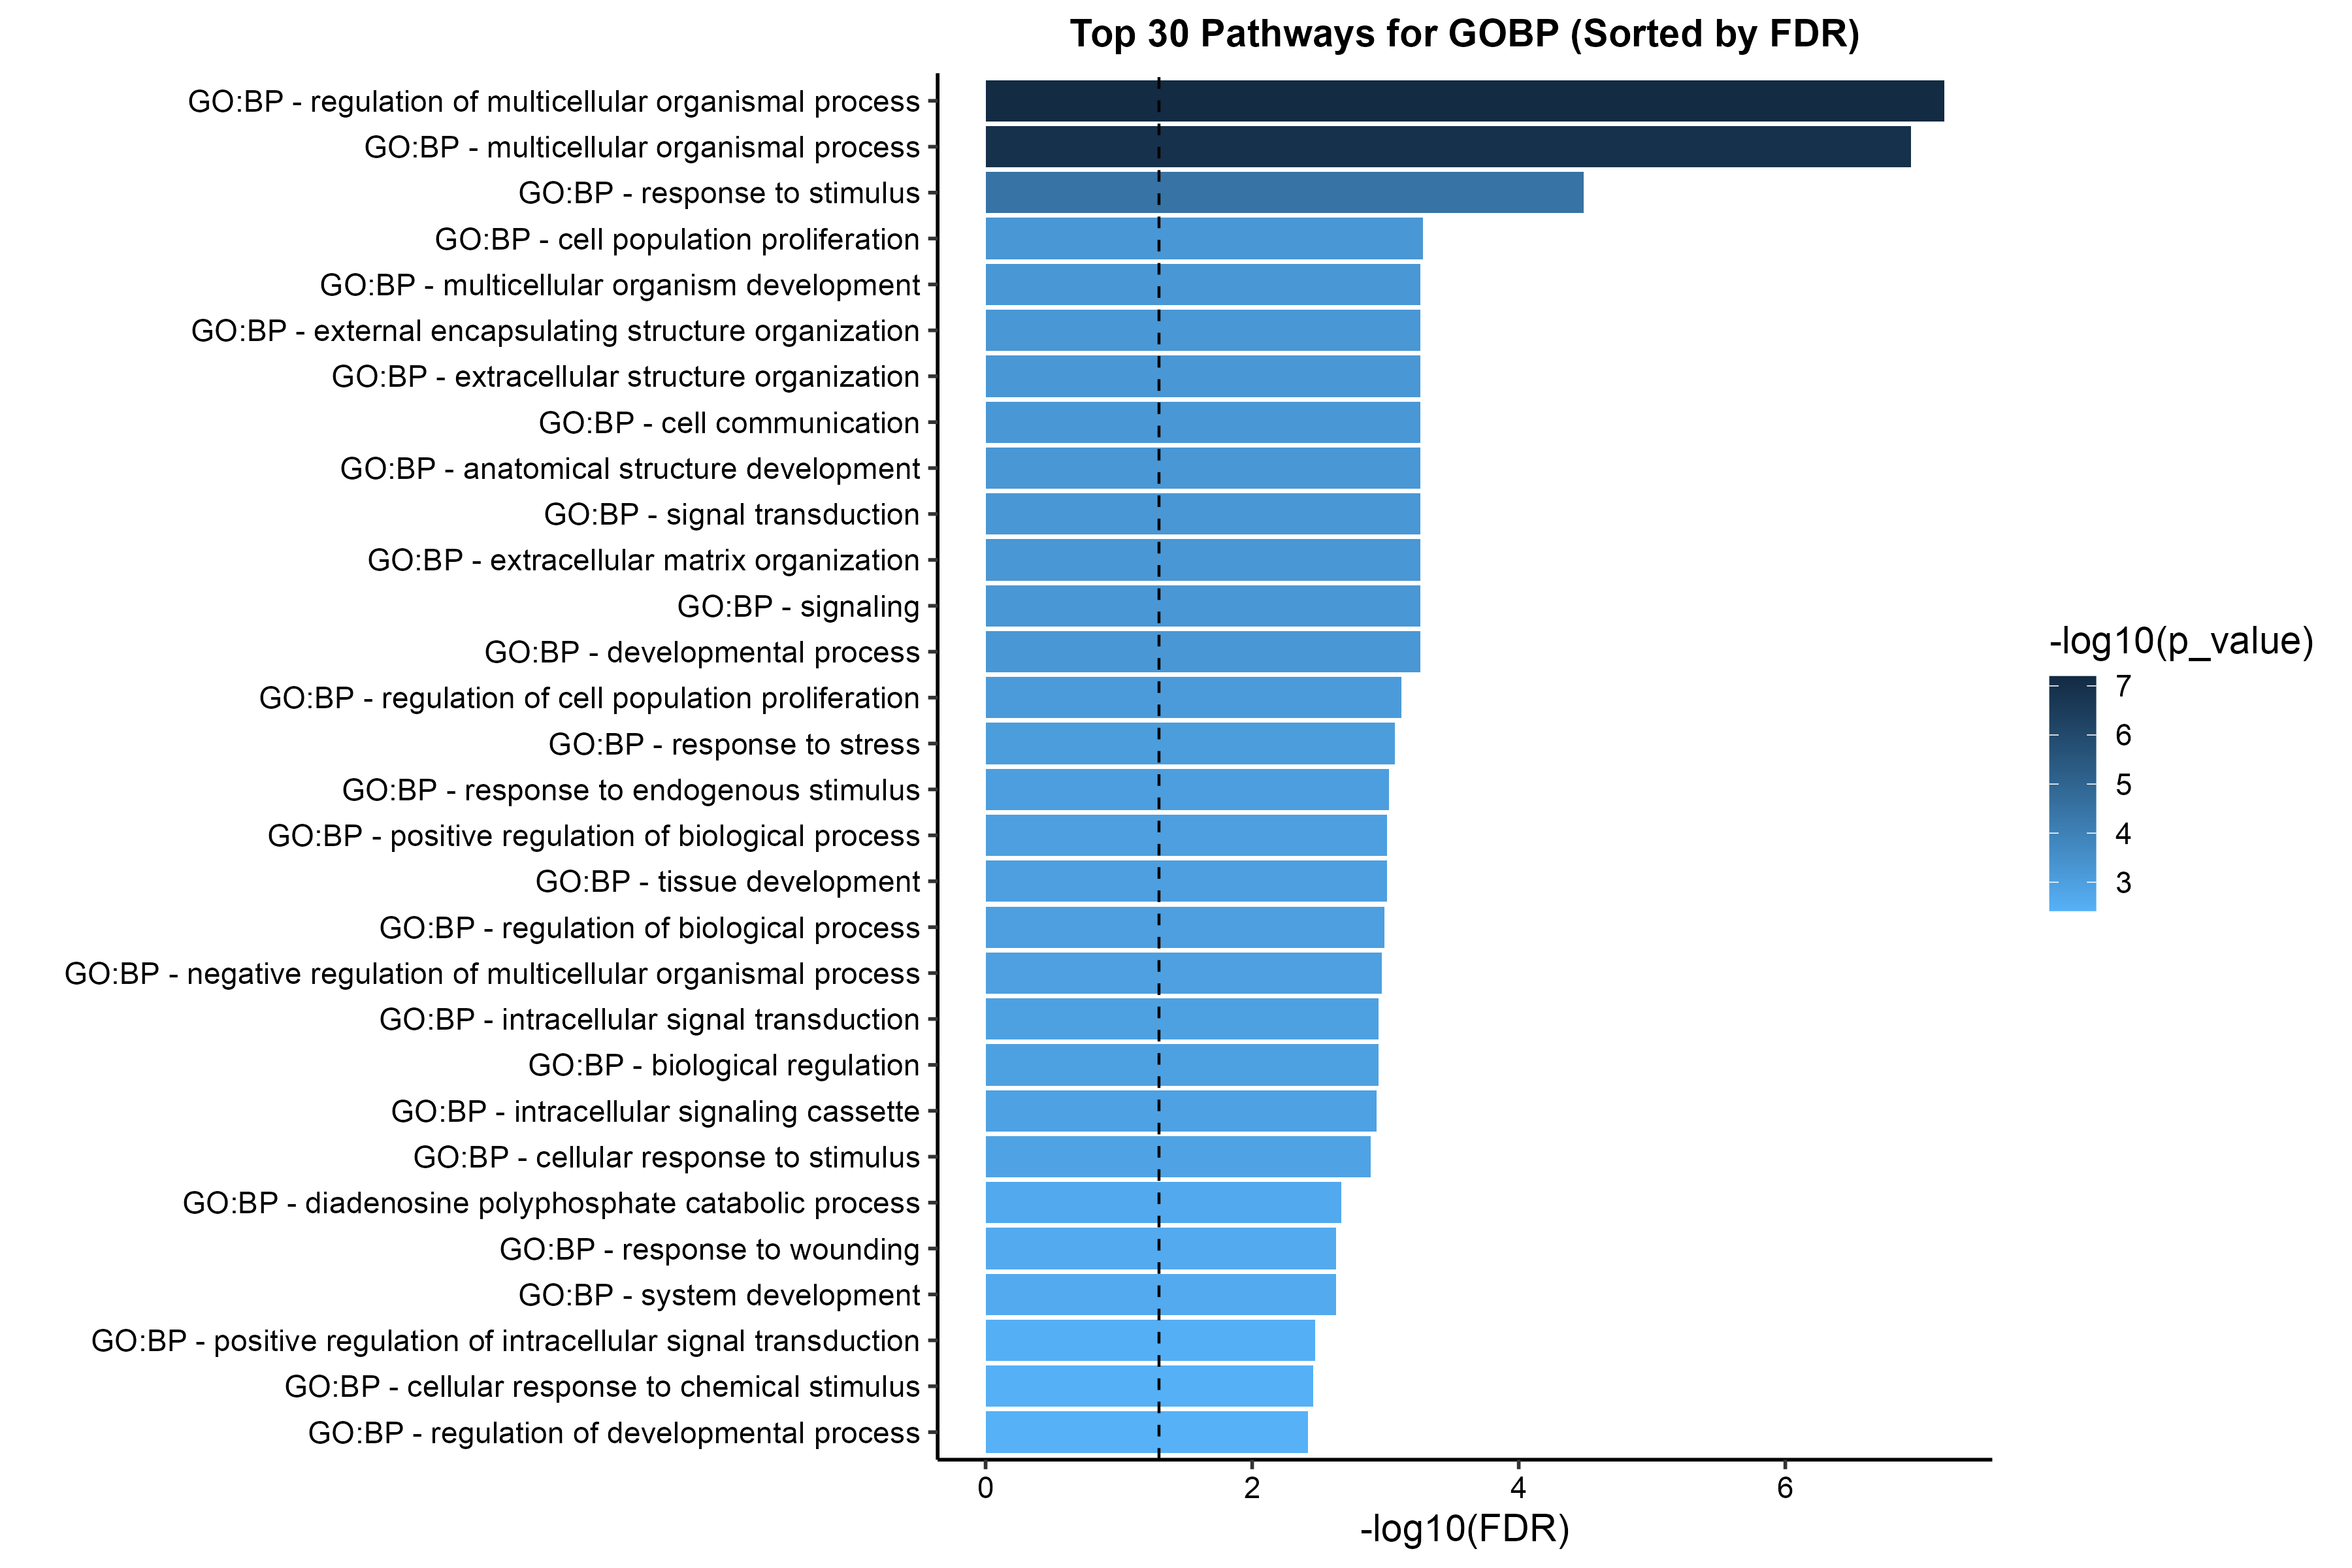 Top 30 Pathways for GOBP (Sorted by FDR)
GO:BP - regulation of multicellular organismal process
GO:BP - multicellular organismal process
GO:BP - response to stimulus
GO:BP - cell population proliferation
GO:BP - multicellular organism development
GO:BP - external encapsulating structure organization
GO:BP - extracellular structure organization
GO:BP - cell communication
GO:BP - anatomical structure development
GO:BP - signal transduction
GO:BP - extracellular matrix organization
GO:BP - signaling
GO:BP - developmental process
GO:BP - regulation of cell population proliferation
GO:BP - response to stress
GO:BP - response to endogenous stimulus
GO:BP - positive regulation of biological process
GO:BP - tissue development
GO:BP - regulation of biological process
GO:BP - negative regulation of multicellular organismal process
GO:BP - intracellular signal transduction
GO:BP - biological regulation
GO:BP - intracellular signaling cassette
GO:BP - cellular response to stimulus
GO:BP - diadenosine polyphosphate catabolic process
GO:BP - response to wounding
GO:BP - system development
GO:BP - positive regulation of intracellular signal transduction
GO:BP - cellular response to chemical stimulus
GO:BP - regulation of developmental process
0 2 4 6
-log10(FDR)
-log10(p_value)
7
6
5
4
3